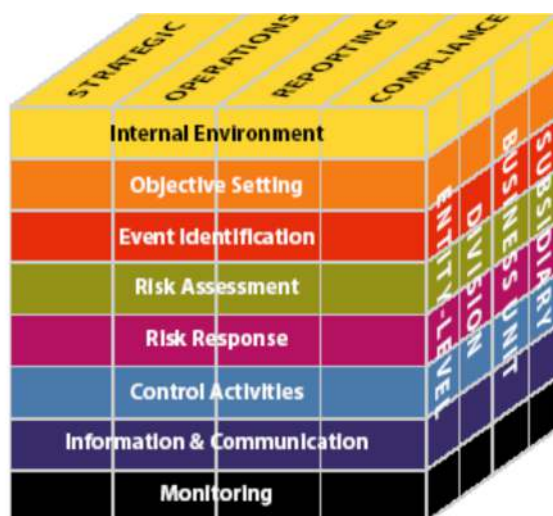 STRATEGIC
OPERATIONS
REPORTING
COMPLIANCE
Internal Environment
Objective Setting
Event Identification
Risk Assessment
Risk Response
Control Activities
Information & Communication
Monitoring
ENTITY-LEVEL
DIVISION
BUSINESS UNIT
SUBSIDIARY